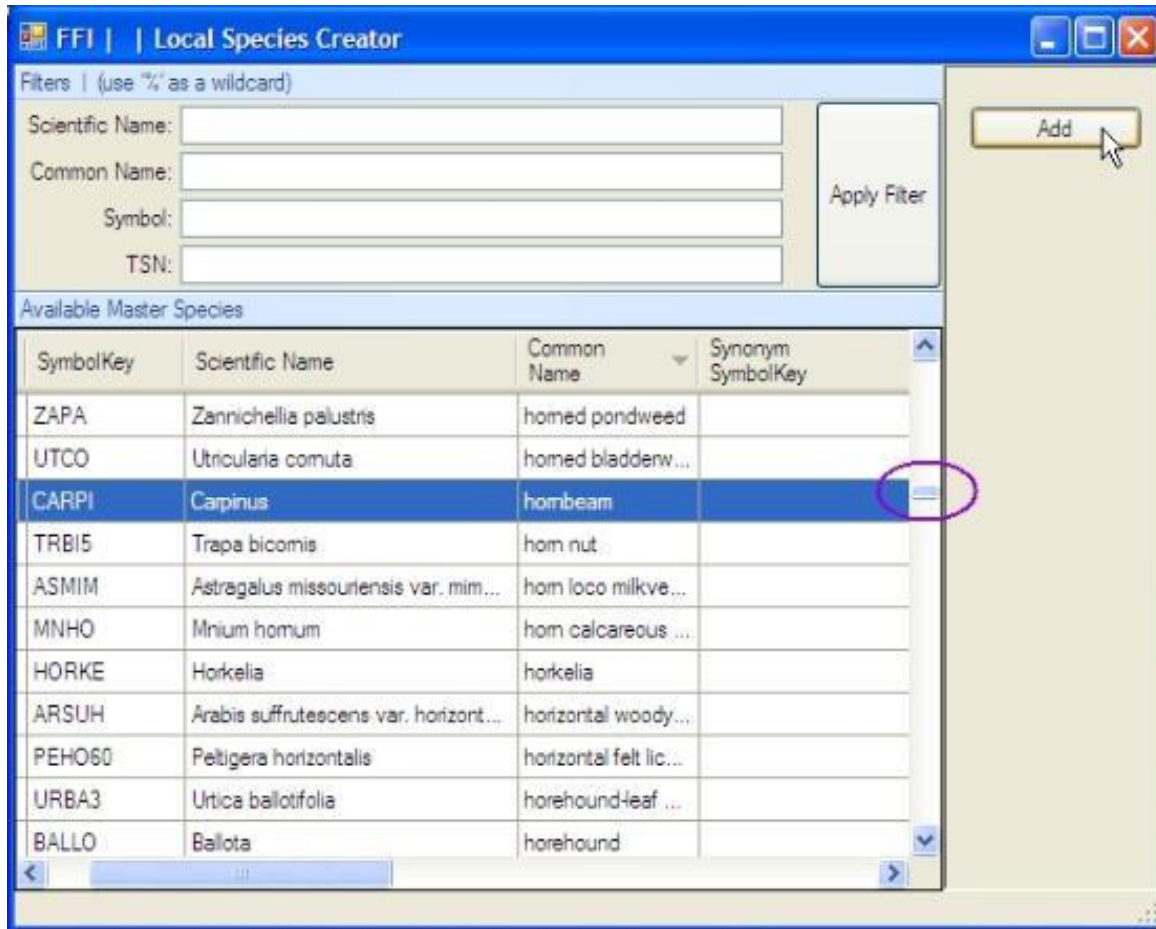 FFI | | Local Species Creator
Filters | (use '%' as a wildcard)
Scientific Name:
Common Name:
Symbol:
TSN:
Apply Filter
Add
Available Master Species
SymbolKey Scientific Name Common Name Synonym SymbolKey
ZAPA Zannichellia palustris horned pondweed
UTCO Utricularia cornuta horned bladderw...
CARPI Carpinus hornbeam
TRBI5 Trapa bicornis horn nut
ASMIM Astragalus missouriensis var. mim... horn loco milkve...
MNHO Mnium hornum horn calcareous ...
HORKE Horkelia horkelia
ARSUH Arabis suffrutescens var. horizont... horizontal woody...
PEHO60 Peltigera horizontalis horizontal felt lic...
URBA3 Urtica ballotifolia horehound-leaf ...
BALLO Ballota horehound